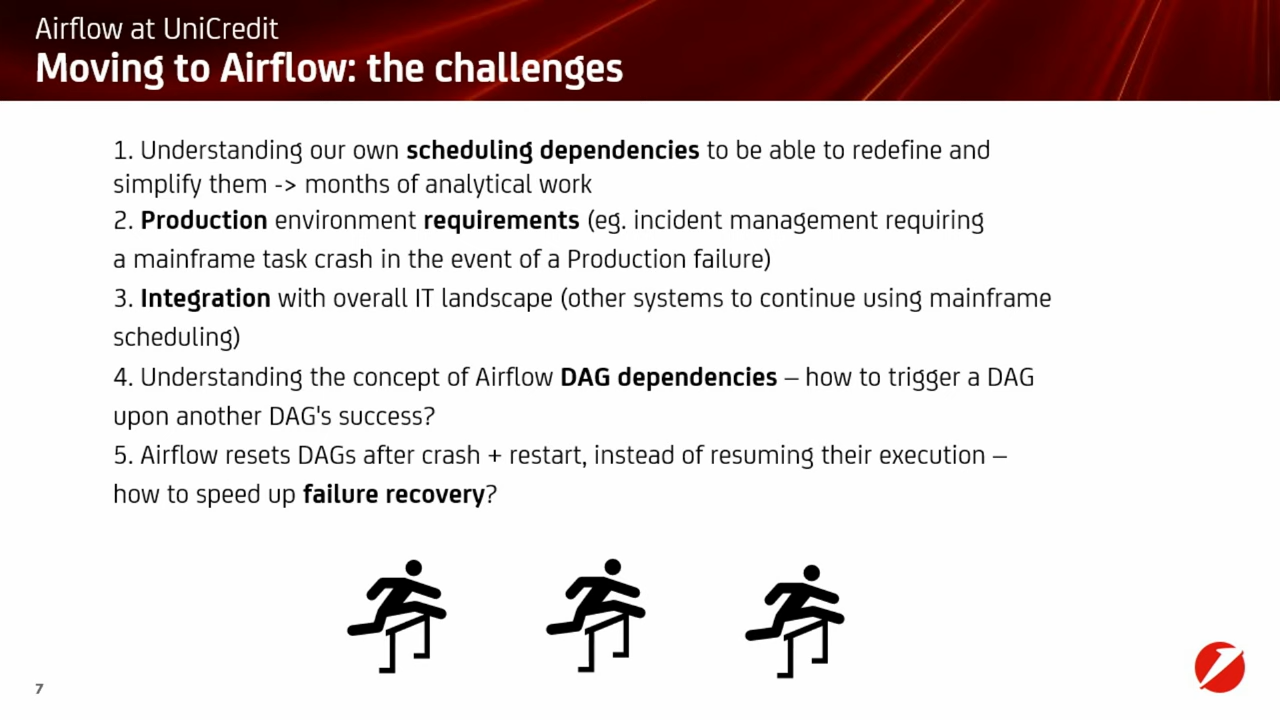 Airflow at UniCredit
Moving to Airflow: the challenges
1. Understanding our own scheduling dependencies to be able to redefine and
simplify them -> months of analytical work
2. Production environment requirements (eg. incident management requiring
a mainframe task crash in the event of a Production failure)
3. Integration with overall IT landscape (other systems to continue using mainframe
scheduling)
4. Understanding the concept of Airflow DAG dependencies – how to trigger a DAG
upon another DAG's success?
5. Airflow resets DAGs after crash + restart, instead of resuming their execution –
how to speed up failure recovery?
7